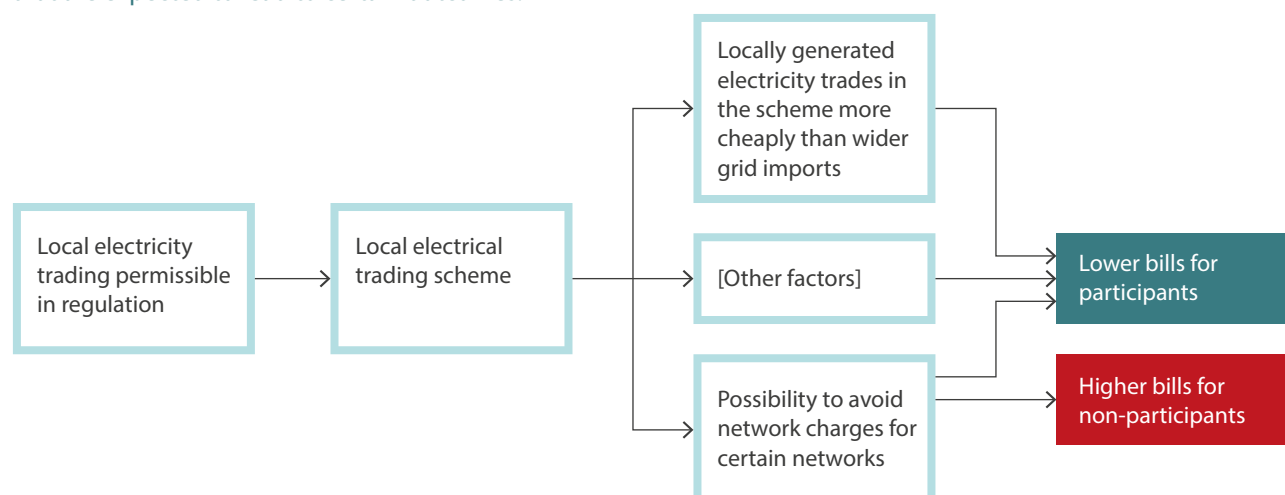 Local electricity
trading permissible
in regulation
Local electrical
trading scheme
Locally generated
electricity trades in
the scheme more
cheaply than wider
grid imports
[Other factors]
Possibility to avoid
network charges for
certain networks
Lower bills for
participants
Higher bills for
non-participants